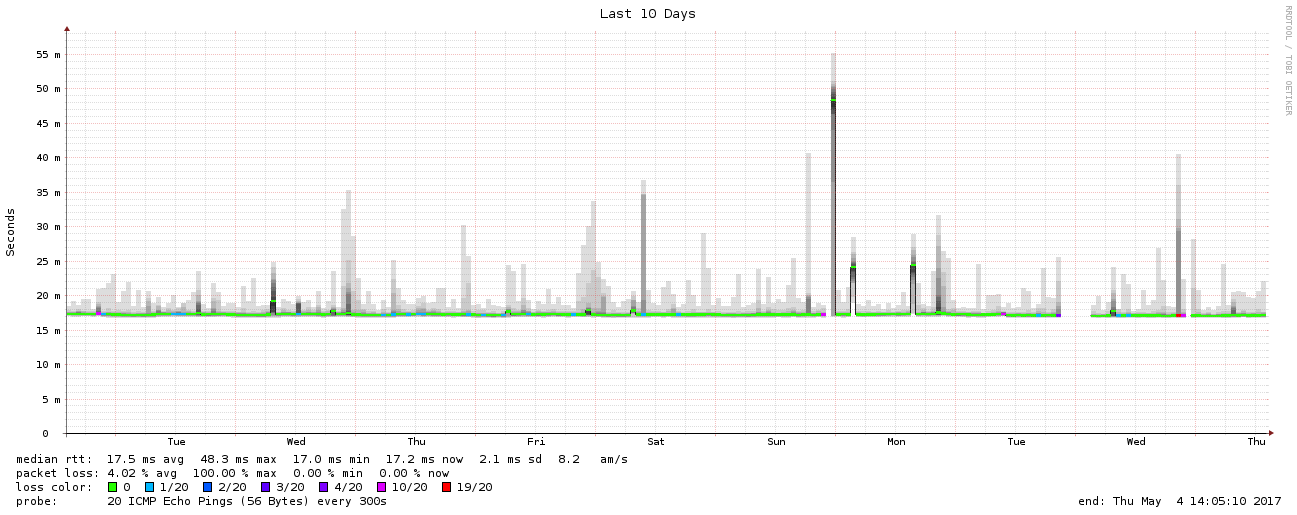 Last 10 Days
RRDTOOL / TOBI OETIKER
Seconds
55 m
50 m
45 m
40 m
35 m
30 m
25 m
20 m
15 m
10 m
5 m
0
Tue Wed Thu Fri Sat Sun Mon Tue Wed Thu
median rtt: 17.5 ms avg 48.3 ms max 17.0 ms min 17.2 ms now 2.1 ms sd 8.2 am/s
packet loss: 4.02 % avg 100.00 % max 0.00 % min 0.00 % now
loss color: 0 1/20 2/20 3/20 4/20 10/20 19/20
probe: 20 ICMP Echo Pings (56 Bytes) every 300s end: Thu May 4 14:05:10 2017